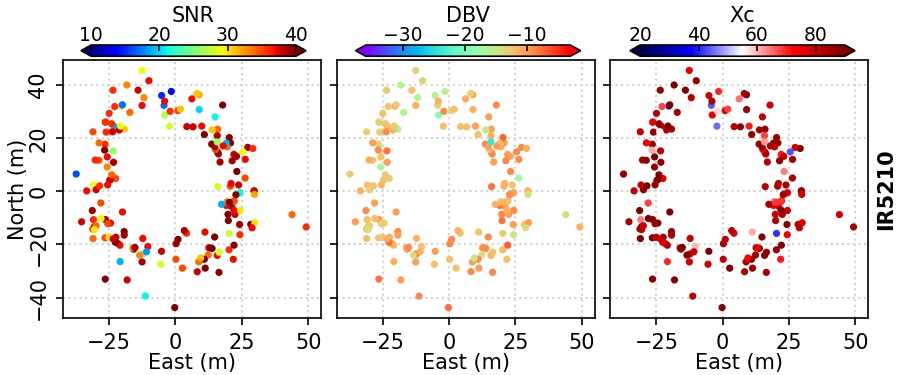 SNR DBV Xc
10 20 30 40 −30 −20 −10 20 40 60 80
40
20
0
−20
−40
North (m)
IR5210
−25 0 25 50 −25 0 25 50 −25 0 25 50
East (m) East (m) East (m)